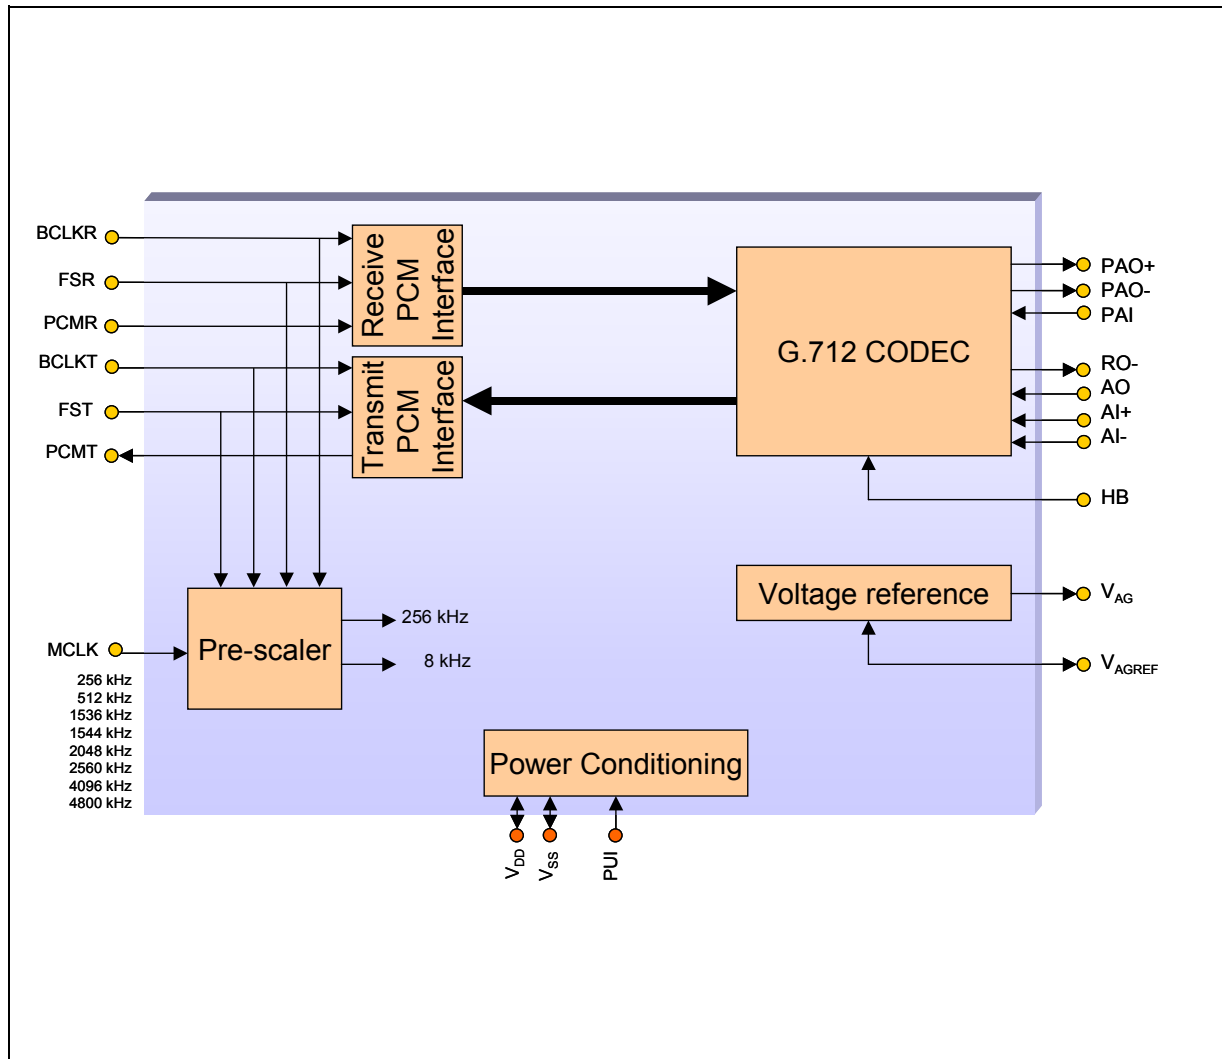 BCLKR
FSR
PCMR
BCLKT
FST
PCMT
Receive
PCM
Interface
Transmit
PCM
Interface
G.712 CODEC
PAO+
PAO-
PAI
RO-
AO
AI+
AI-
HB
Voltage reference
VAG
VAGREF
MCLK
256 kHz
512 kHz
1536 kHz
1544 kHz
2048 kHz
2560 kHz
4096 kHz
4800 kHz
Pre-scaler
256 kHz
8 kHz
Power Conditioning
VDD
VSS
PUI